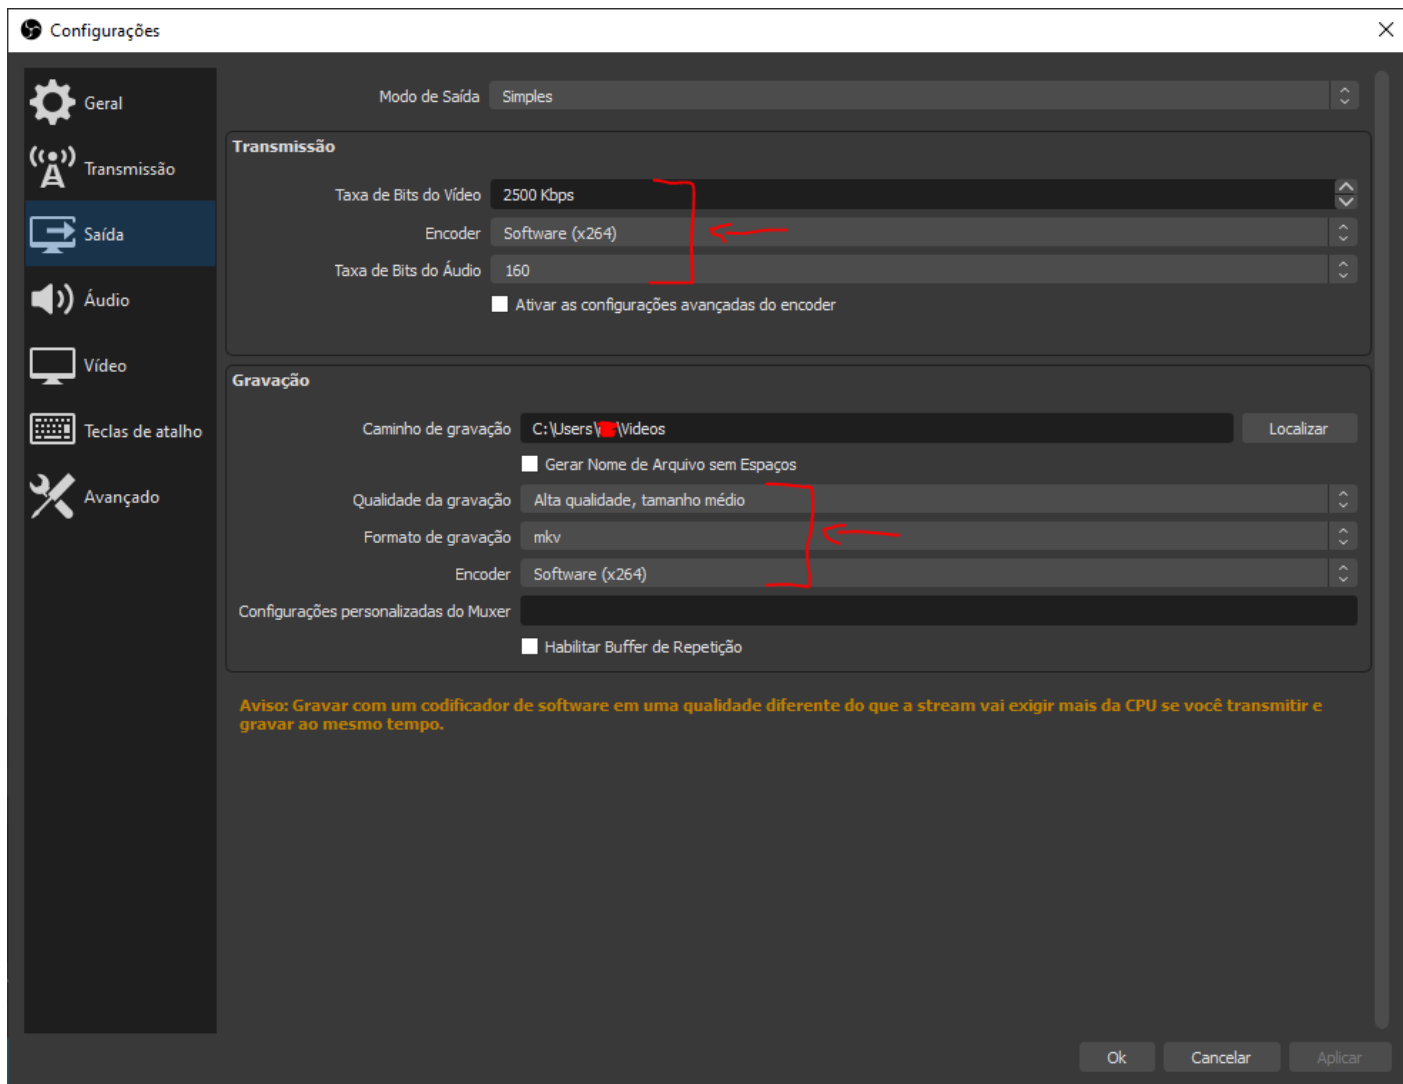 Configurações
Geral
Transmissão
Saída
Áudio
Vídeo
Teclas de atalho
Avançado
Modo de Saída Simples
Transmissão
Taxa de Bits do Vídeo 2500 Kbps
Encoder Software (x264)
Taxa de Bits do Áudio 160
Ativar as configurações avançadas do encoder
Gravação
Caminho de gravação C:\Users\ \Videos Localizar
Gerar Nome de Arquivo sem Espaços
Qualidade da gravação Alta qualidade, tamanho médio
Formato de gravação mkv
Encoder Software (x264)
Configurações personalizadas do Muxer
Habilitar Buffer de Repetição
Aviso: Gravar com um codificador de software em uma qualidade diferente do que a stream vai exigir mais da CPU se você transmitir e
gravar ao mesmo tempo.
Ok Cancelar Aplicar